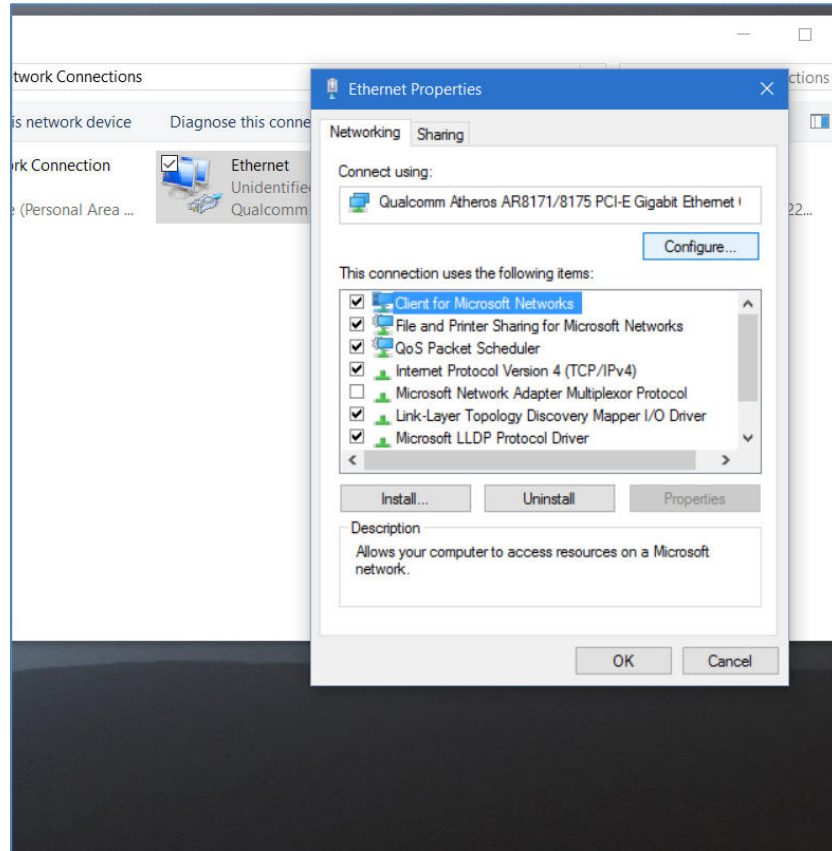 twork Connections
ctions
is network device Diagnose this conne
rk Connection
(Personal Area ...
Ethernet
Unidentifie
Qualcomm
22...
Ethernet Properties
Networking Sharing
Connect using:
Qualcomm Atheros AR8171/8175 PCI-E Gigabit Ethernet
Configure...
This connection uses the following items:
Client for Microsoft Networks
File and Printer Sharing for Microsoft Networks
QoS Packet Scheduler
Internet Protocol Version 4 (TCP/IPv4)
Microsoft Network Adapter Multiplexor Protocol
Link-Layer Topology Discovery Mapper I/O Driver
Microsoft LLDP Protocol Driver
Install... Uninstall Properties
Description
Allows your computer to access resources on a Microsoft
network.
OK Cancel